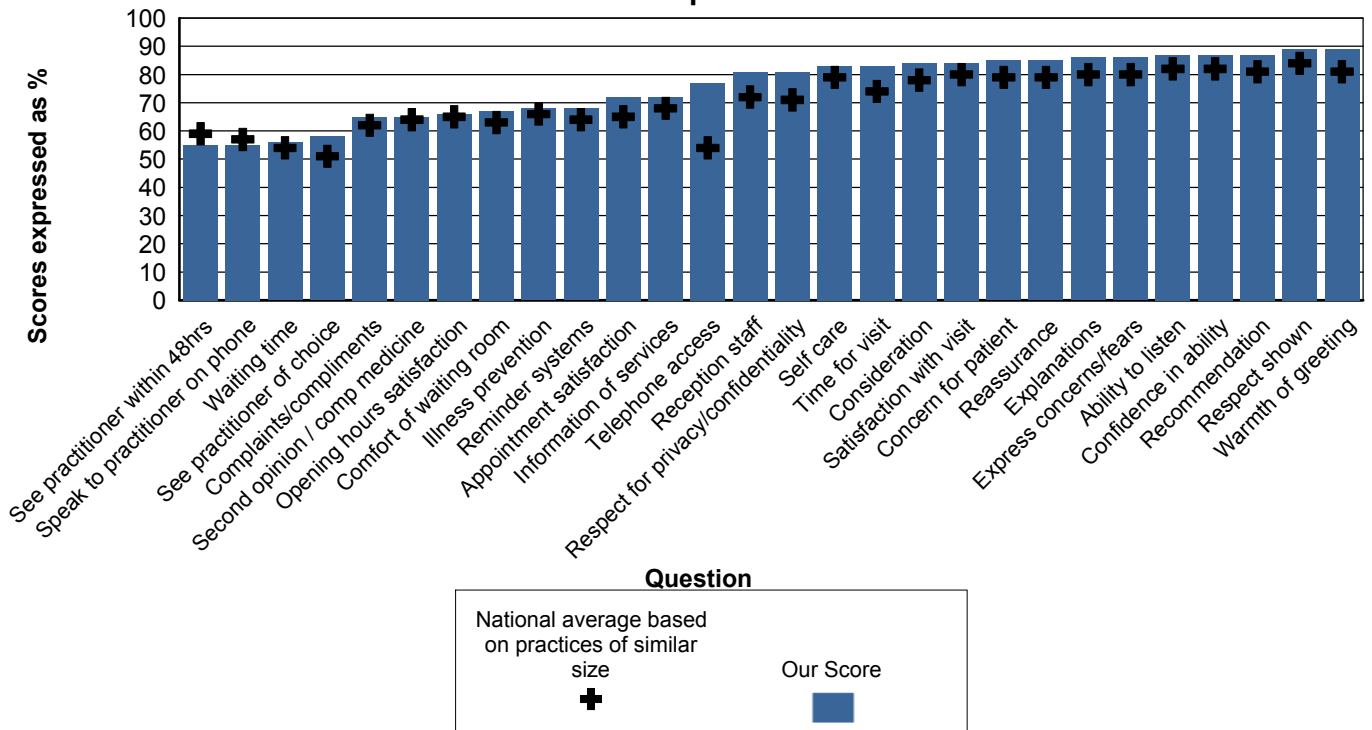 Scores expressed as %
100
90
80
70
60
50
40
30
20
10
0
See practitioner within 48hrs
Speak to practitioner on phone
Waiting time
See practitioner of choice
Complaints/compliments
Second opinion / comp medicine
Opening hours satisfaction
Comfort of waiting room
Illness prevention
Reminder systems
Appointment satisfaction
Information of services
Telephone access
Reception staff
Respect for privacy/confidentiality
Self care
Time for visit
Consideration
Satisfaction with visit
Concern for patient
Reassurance
Explanations
Express concerns/fears
Ability to listen
Confidence in ability
Recommendation
Respect shown
Warmth of greeting
Question
National average based
on practices of similar
size
Our Score